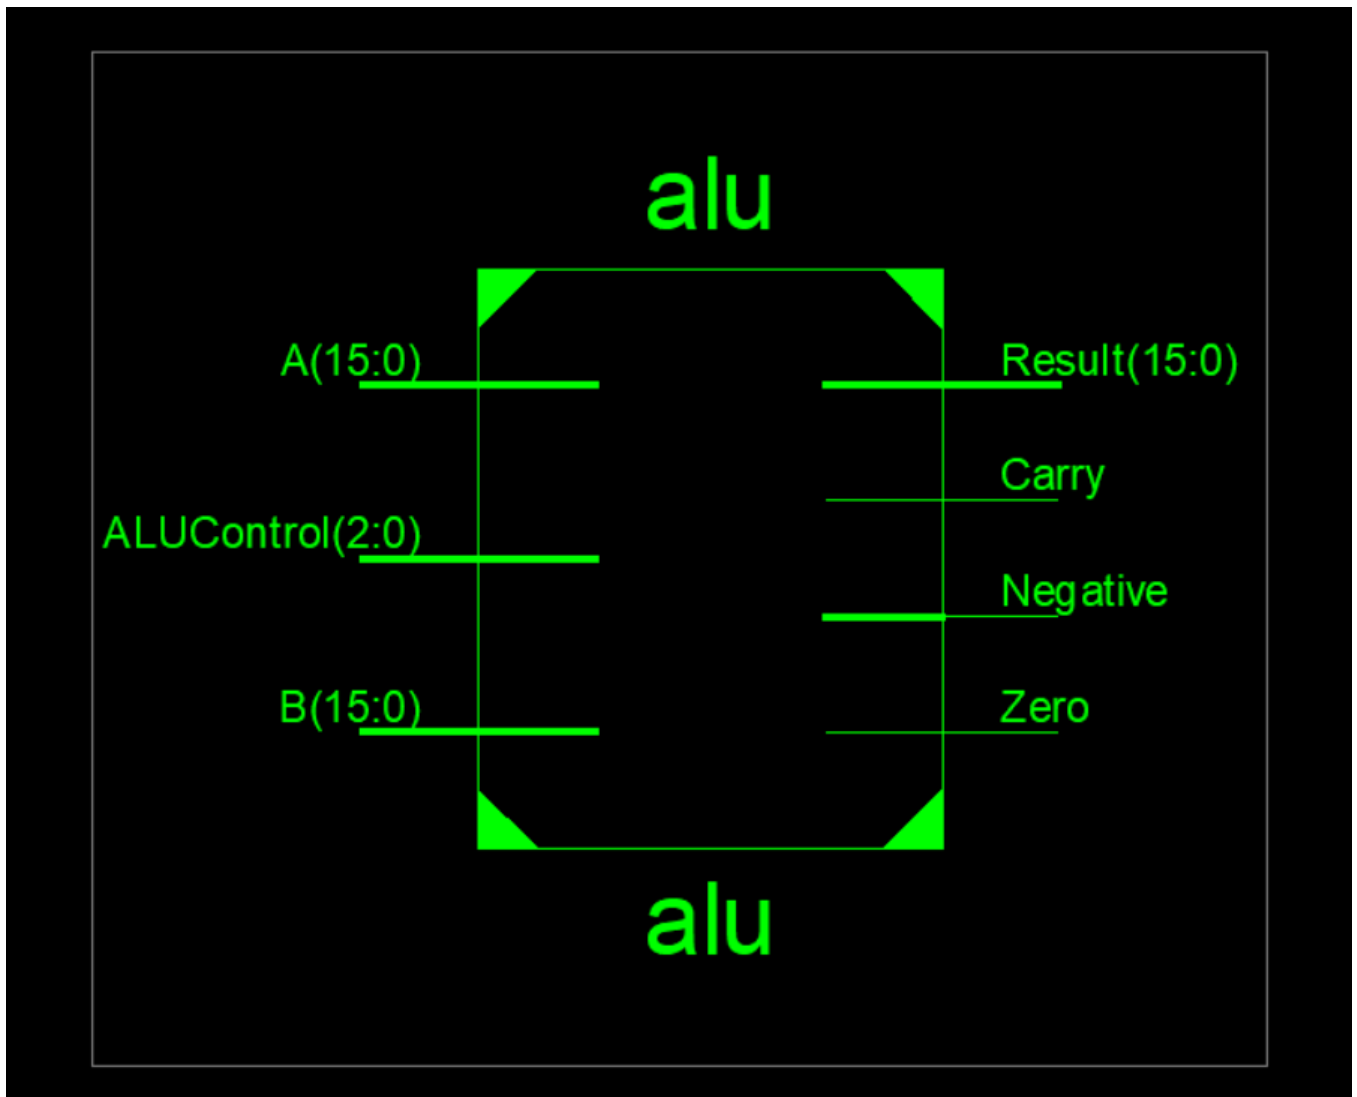 alu
A(15:0)
Result(15:0)
Carry
ALUControl(2:0)
Negative
B(15:0)
Zero
alu